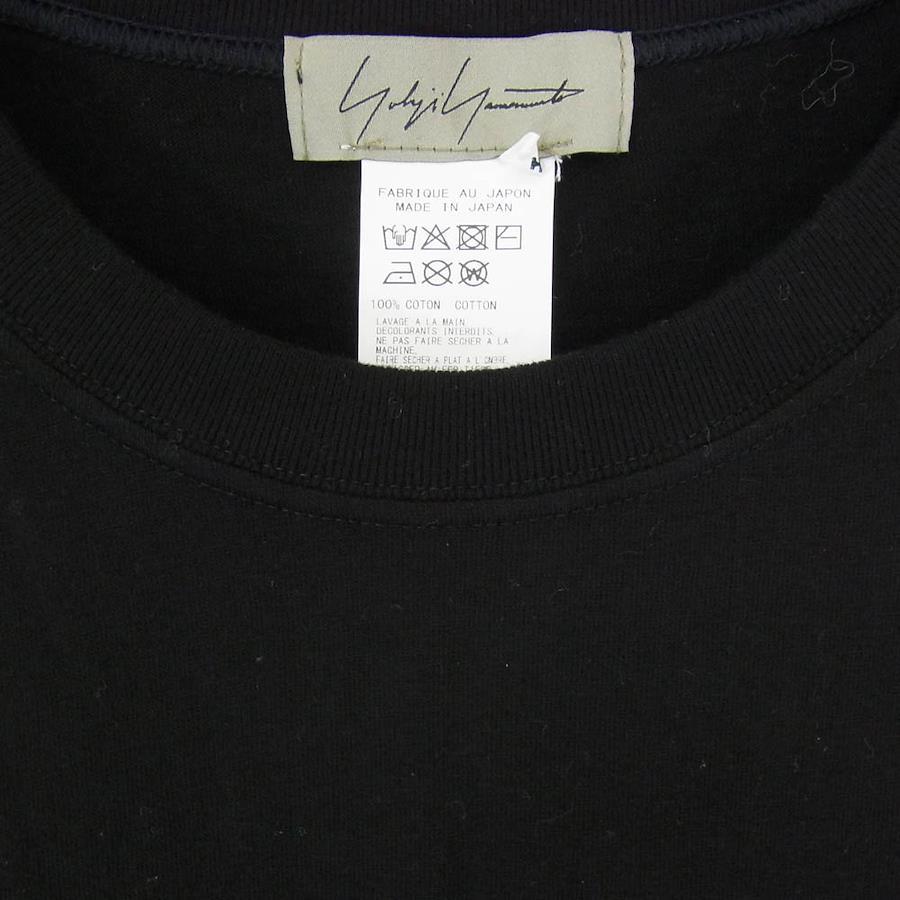 Yohji Yamamoto
FABRIQUE AU JAPON
MADE IN JAPAN
100% COTON COTTON
LAVAGE A LA MAIN
DECOLORANTS INTERDITS.
NE PAS FAIRE SECHER A LA
MACHINE.
FAIRE SECHER A PLAT A L OMBRE.